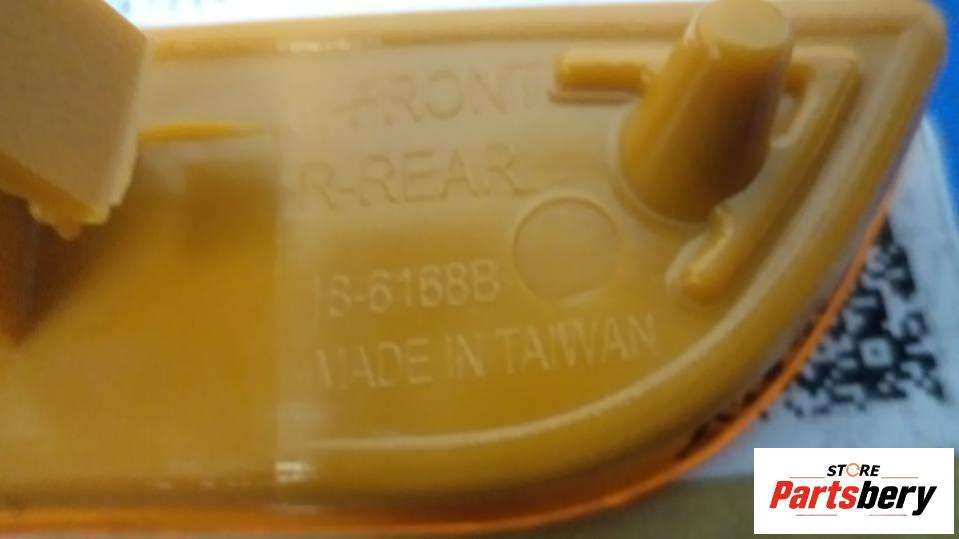 -FRONT
R-REAR
18-6168B
MADE IN TAIWAN
STORE
Partsbery